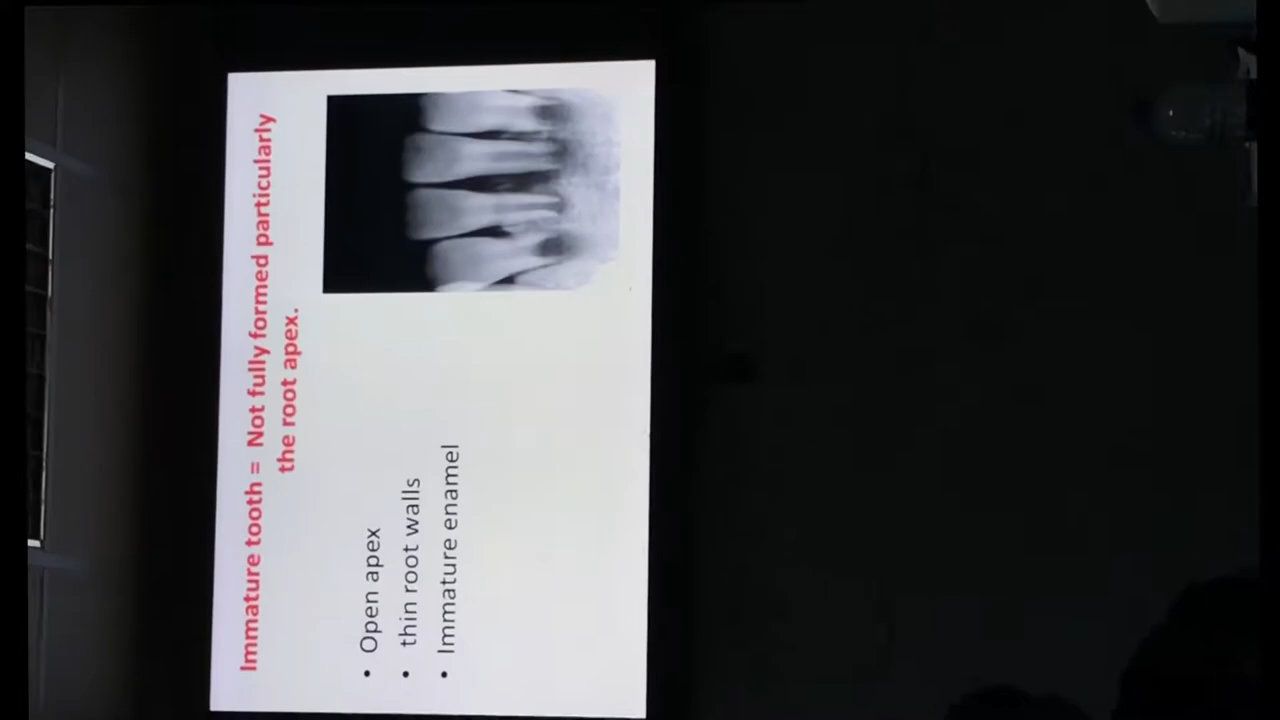 Immature tooth = Not fully formed particularly
the root apex.
• Open apex
• thin root walls
• Immature enamel